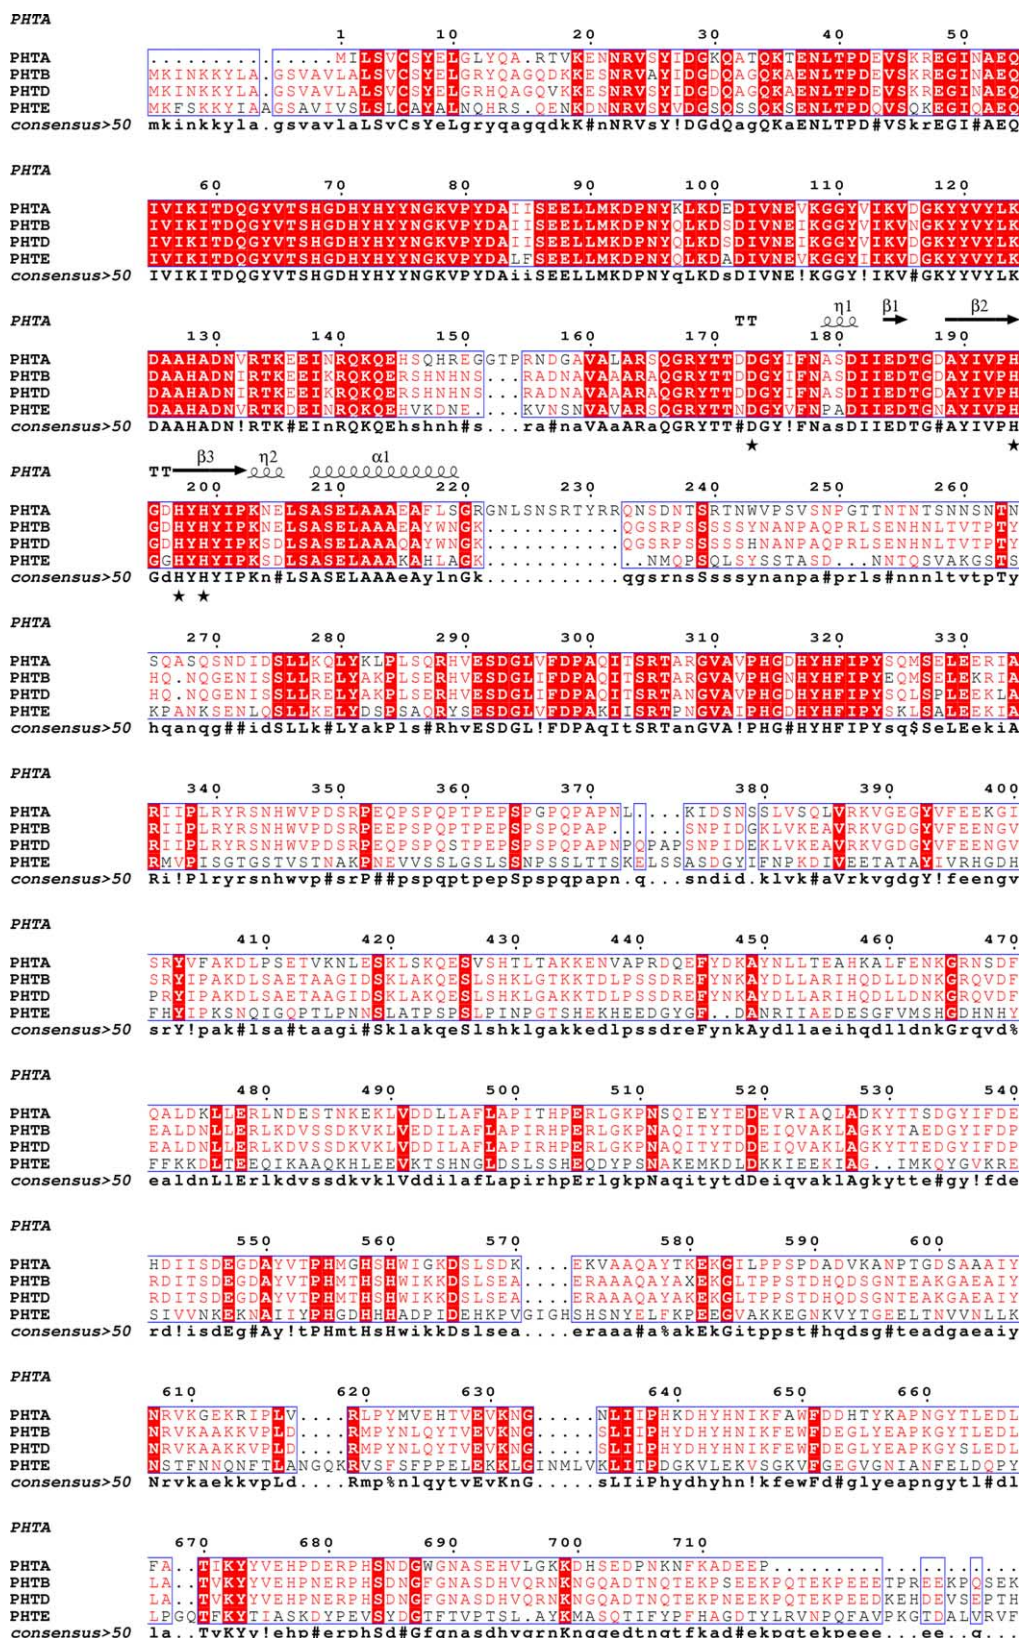 PHTA
1 10 20 30 40 50
PHTA ..............MILSVCSYELGLYQA.RTVKENNRVSYIDGKQATQKTENLTPDEVSKREGINAEQ
PHTB MKINKKYLA.GSVAVLALSVCSYELGRYQAGQDKKESNRVAYIDGDQAGQKAENLTPDEVSKREGINAEQ
PHTD MKINKKYLA.GSVAVLALSVCSYELGRHQAGQVKKESNRVSYIDGDQAGQKAENLTPDEVSKREGINAEQ
PHTE MKFSKKYIAAGSAVIVSLSLCAYALNQHRS.QENKDNNRVSYVDGSQSSQKSENLTPDQVSQKEGIQAEQ
consensus>50 mkinkkyla.gsvavlaLSvCsYeLgryqagqdkK#nNRVsY!DGdQagQKaENLTPD#VSkrEGI#AEQ
PHTA
60 70 80 90 100 110 120
PHTA IVIKITDQGYVTSHGDHYHYYNGKVPYDAIISEELLMKDPNYKLKDEDIVNEVKGGYVIKVDGKYYVYLK
PHTB IVIKITDQGYVTSHGDHYHYYNGKVPYDAIISEELLMKDPNYQLKDSDIVNEIKGGYVIKVNGKYYVYLK
PHTD IVIKITDQGYVTSHGDHYHYYNGKVPYDAIISEELLMKDPNYQLKDSDIVNEIKGGYVIKVDGKYYVYLK
PHTE IVIKITDQGYVTSHGDHYHYYNGKVPYDALFSEELLMKDPNYQLKDADIVNEVKGGYIIKVDGKYYVYLK
consensus>50 IVIKITDQGYVTSHGDHYHYYNGKVPYDAiiSEELLMKDPNYqLKDsDIVNE!KGGY!IKV#GKYYVYLK
PHTA TT η1 β1 β2
130 140 150 160 170 180 190
PHTA DAAHADNVRTKEEINRQKQEHSQHREGGTPRNDGAVALARSQGRYTTDDGYIFNASDIIEDTGDAYIVPH
PHTB DAAHADNIRTKEEIKRQKQERSHNHNS...RADNAVAAARAQGRYTTDDGYIFNASDIIEDTGDAYIVPH
PHTD DAAHADNIRTKEEIKRQKQERSHNHNS...RADNAVAAARAQGRYTTDDGYIFNASDIIEDTGDAYIVPH
PHTE DAAHADNVRTKDEINRQKQEHVKDNE....KVNSNVAVARSQGRYTTNDGYVFNPADIIEDTGNAYIVPH
consensus>50 DAAHADN!RTK#EInRQKQEhshnh#s...ra#naVaaARaQGRYTT#DGY!FNasDIIEDTG#AYIVPH
PHTA TT β3 η2 α1
200 210 220 230 240 250 260
PHTA GDHYHYIPKNELSASELAAAEAFLSGRGNLSNSRTYRRQNSDNTSRTNWVPSVSNPGTTNTNTSNNSNTN
PHTB GDHYHYIPKNELSASELAAAEAYWNGK...........QGSRPSSSSSYNANPAQPRLSENHNLTVTPTY
PHTD GDHYHYIPKSDLSASELAAAQAYWNGK...........QGSRPSSSSSHNANPAQPRLSENHNLTVTPTY
PHTE GGHYHYIPKSDLSASELAAAKAHLAGK.............NMQPSQLSYSSTASD...NNTQSVAKGSTS
consensus>50 GdHYHYIPKn#LSASELAAAeAylnGk...........qgsrnsSssssynanpa#prls#nnnltvtpTy
PHTA
270 280 290 300 310 320 330
PHTA SQASQSNDIDSLLKQLYKLPLSQRHVESDGLVFDPAQITSRTARGVAVPHGDHYHFIPYSQMSELEERIA
PHTB HQ.NQGENISSLLRELYAKPLSERHVESDGLIFDPAQITSRTARGVAVPHGNHYHFIPYEQMSELEKRIA
PHTD HQ.NQGENISSLLRELYAKPLSERHVESDGLIFDPAQITSRTANGVAVPHGDHYHFIPYSQLSPLEEKLA
PHTE KPANKSENLQSLLKELYDSPSAQRYSESDGLVFDPAKIISRTPNGVAIPHGDHYHFIPYSKLSALEEKIA
consensus>50 hqanqg##idSLLk#LYakPls#RhvESDGL!FDPAqItSRTanGVA!PHG#HYHFIPYsq$SeLEekiA
PHTA
340 350 360 370 380 390 400
PHTA RIIPLRYRSNHWVPDSRPEQPSPQPTPEPSPGPQPAPNL....KIDSNSSLVSQLVRKVGEGYVFEEKGI
PHTB RIIPLRYRSNHWVPDSRPEEPSPQPTPEPSPSPQPAP......SNPIDGKLVKEAVRKVGDGYVFEENGV
PHTD RIIPLRYRSNHWVPDSRPEQPSPQSTPEPSPSPQPAPNPQPAPSNPIDEKLVKEAVRKVGDGYVFEENGV
PHTE RMVPISGTGSTVSTNAKPNEVVSSLGSLSSNPSSLTTSKELSSASDGYIFNPKDIVEETATAYIVRHGDH
consensus>50 Ri!Plryrsnhwvp#srP##pspqptpepSpspqpapn.q...sndid.klvk#aVrkvgdgY!feengv
PHTA
410 420 430 440 450 460 470
PHTA SRYVFAKDLPSETVKNLESKLSKQESVSHTLTAKKENVAPRDQEFYDKAYNLLTEAHKALFENKGRNSDF
PHTB SRYIPAKDLSAETAAGIDSKLAKQESLSHKLGTKKTDLPSSDREFYNKAYDLLARIHQDLLDNKGRQVDF
PHTD PRYIPAKDLSAETAAGIDSKLAKQESLSHKLGAKKTDLPSSDREFYNKAYDLLARIHQDLLDNKGRQVDF
PHTE FHYIPKSNQIGQPTLPNNSLATPSPSLPINPGTSHEKHEEDGYGF..DANRIIAEDESGFVMSHGDHNHY
consensus>50 srY!pak#lsa#taagi#Sklakqe­Slshklgakkedlpssdre­FynkAydllaeihqdlldnkGrqvd%
PHTA
480 490 500 510 520 530 540
PHTA QALDKLLERLNDESTNKEKLVDDLLAFLAPITHPERLGKPNSQIEYTEDEVRIAQLADKYTTSDGYIFDE
PHTB EALDNLLERLKDVSSDKVKLVEDILAFLAPIRHPERLGKPNAQITYTDDEIQVAKLAGKYTAEDGYIFDP
PHTD EALDNLLERLKDVSSDKVKLVDDILAFLAPIRHPERLGKPNAQITYTDDEIQVAKLAGKYTTEDGYIFDP
PHTE FFKKDLTEEQIKAAQKHLEEVKTSHNGLDSLSSHEQDYPSNAKEMKDLDKKIEEKIAG..IMKQYGVKRE
consensus>50 ealdnLlErlkdvssdkvklVddilafLapirhpErlgkpNaqitytdDeiqvaklAgkytte#gy!fde
PHTA
550 560 570 580 590 600
PHTA HDIISDEGDAYVTPHMGHSHWIGKDSLSDK....EKVAAQAYTKEKGILPPSPDADVKANPTGDSAAAIY
PHTB RDITSDEGDAYVTPHMTHSHWIKKDSLSEA....ERAAAQAYAXEKGLTPPSTDHQDSGNTEAKGAEAIY
PHTD RDITSDEGDAYVTPHMTHSHWIKKDSLSEA....ERAAAQAYAKEKGLTPPSTDHQDSGNTEAKGAEAIY
PHTE SIVVNKEKNAIIYPHGDHHHADPIDEHKPVGIGHSHSNYELFKPEEGVAKKEGNKVYTGEELTNVVNLLK
consensus>50 rd!isdEg#Ay!tPHmtHsHwikkDslsea....eraaa#a%akEkGitppst#hqdsg#teadgaeaiy
PHTA
610 620 630 640 650 660
PHTA NRVKGEKRIPLV....RLPYMVEHTVEVKNG.....NLIIPHKDHYHNIKFAWFDDHTYKAPNGYTLEDL
PHTB NRVKAAKKVPLD....RMPYNLQYTVEVKNG.....SLIIPHYDHYHNIKFEWFDEGLYEAPKGYTLEDL
PHTD NRVKAAKKVPLD....RMPYNLQYTVEVKNG.....SLIIPHYDHYHNIKFEWFDEGLYEAPKGYSLEDL
PHTE NSTFNNQNFTLANGQKRVSFSFPPELEKKLGINMLVKLITPDGKVLEKVSGKVFGEGVGNIANFELDQPY
consensus>50 Nrvkaekkvpld....Rmp%nlqytvEvKnG.....sLIiPhydhyhn!kfewFd#glyeapngytl#dl
PHTA
670 680 690 700 710
PHTA FA..TIKYYVEHPDERPHSNDGWGNASEHVLGKKDHSEDPNKNFKADEEP....................
PHTB LA..TVKYYVEHPNERPHSDNGFGNASDHVQRNKNGQADTNQTEKPSEEKPQTEKPEEETPREEKPQSEK
PHTD LA..TVKYYVEHPNERPHSDNGFGNASDHVQRNKNGQADTNQTEKPNEEKPQTEKPEEDKEHDEVSEPTH
PHTE LPGQTFKYTIASKDYPEVSYDGTFTVPTSLAYKMASQTIFYPFHAGDTYLRVNPQFAVPKGTDALVRVF
consensus>50 la..TvKYyv!ehp#erphSd#GfgnasdhvgrnKnggedtnqtfkad#ekpqtekpeee....ee..q...